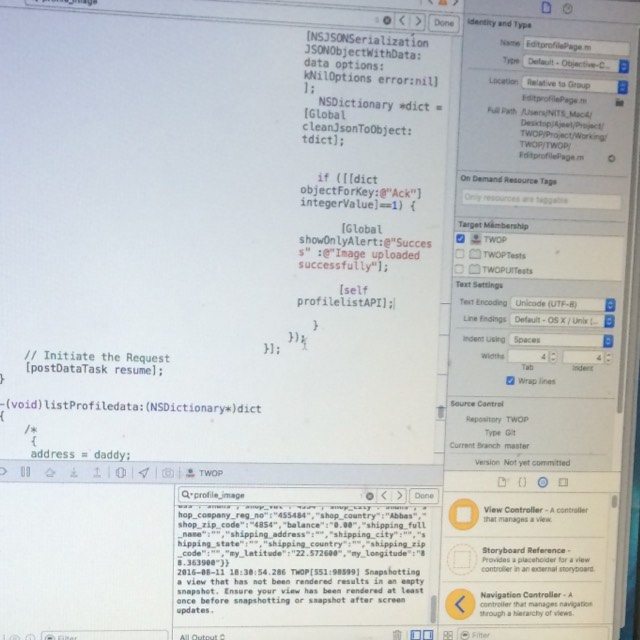 profile_image
Done
[NSJSONSerialization
JSONObjectWithData:
data options:
kNilOptions error:nil]
];
NSDictionary *dict =
[Global
cleanJsonToObject:
tdict];
if ([[dict
objectForKey:@"Ack"]
integerValue]==1) {
[Global
showOnlyAlert:@"Succes
s" :@"Image uploaded
successfully"];
[self
profilelistAPI];
}
});
}];
// Initiate the Request
[postDataTask resume];
}
-(void)listProfiledata:(NSDictionary*)dict
{
/*
{
address = daddy;
TWOP
profile_image
Done
hop_company_reg_no":"455484","shop_country":"Abbas","
shop_zip_code":"4854","balance":"0.00","shipping_full
_name":"","shipping_address":"","shipping_city":"","s
hipping_state":"","shipping_country":"","shipping_zip
_code":"","my_latitude":"22.572600","my_longitude":"8
8.363900"}}
2016-08-11 18:30:54.286 TWOP[551:98599] Snapshotting
a view that has not been rendered results in an empty
snapshot. Ensure your view has been rendered at least
once before snapshotting or snapshot after screen
updates.
Filter
All Output
Identity and Type
Name EditprofilePage.m
Type Default - Objective-C...
Location Relative to Group
EditprofilePage.m
Full Path /Users/NITS_Mac4/
Desktop/Ajeet/Project/
TWOP/Project/Working/
TWOP/TWOP/
EditprofilePage.m
On Demand Resource Tags
Only resources are taggable
Target Membership
TWOP
TWOPTests
TWOPUITests
Text Settings
Text Encoding Unicode (UTF-8)
Line Endings Default - OS X / Unix (...
Indent Using Spaces
Widths 4 4
Tab Indent
Wrap lines
Source Control
Repository TWOP
Type Git
Current Branch master
Version Not yet committed
View Controller - A controller
that manages a view.
Storyboard Reference -
Provides a placeholder for a view
controller in an external storyboard.
Navigation Controller - A
controller that manages navigation
through a hierarchy of views.
Filter